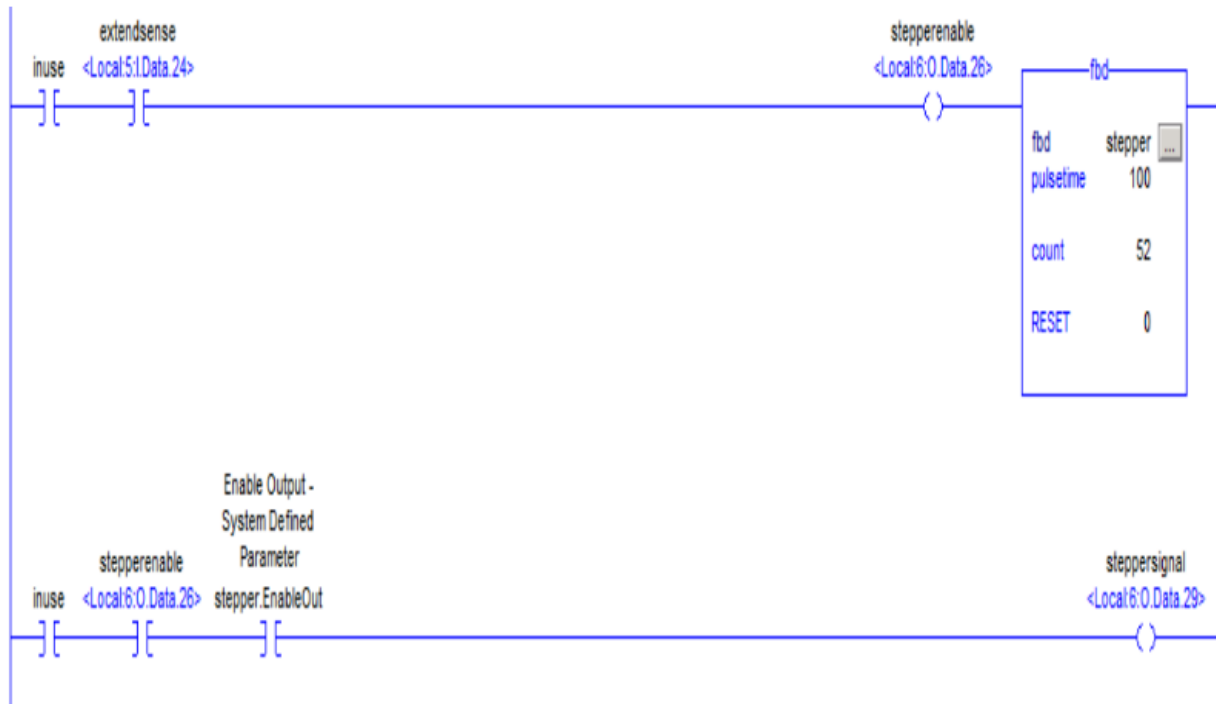 extendsense
inuse <Local:5:I.Data.24>
stepperenable
<Local:6:O.Data.26>
fbd
fbd stepper ...
pulsetime 100
count 52
RESET 0
Enable Output -
System Defined
Parameter
stepperenable
inuse <Local:6:O.Data.26> stepper.EnableOut
steppersignal
<Local:6:O.Data.29>